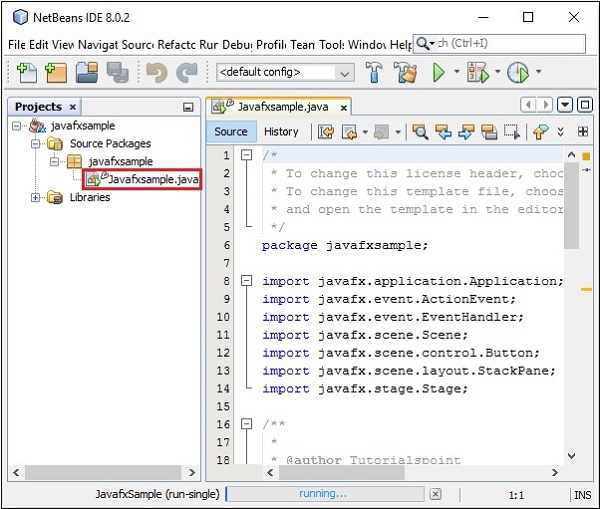 NetBeans IDE 8.0.2
File Edit View Navigat Source Refacto Run Debug Profile Team Tools Window Help ch (Ctrl+I)
<default config>
Projects
Javafxsample.java
javafxsample
Source Packages
javafxsample
Javafxsample.java
Libraries
Source History
1 /*
2 * To change this license header, choo
3 * To change this template file, choos
4 * and open the template in the editor
5 */
6 package javafxsample;
7
8 import javafx.application.Application;
9 import javafx.event.ActionEvent;
10 import javafx.event.EventHandler;
11 import javafx.scene.Scene;
12 import javafx.scene.control.Button;
13 import javafx.scene.layout.StackPane;
14 import javafx.stage.Stage;
15
16 /**
17 *
18 * @author Tutorialspoint
JavafxSample (run-single) running... 1:1 INS